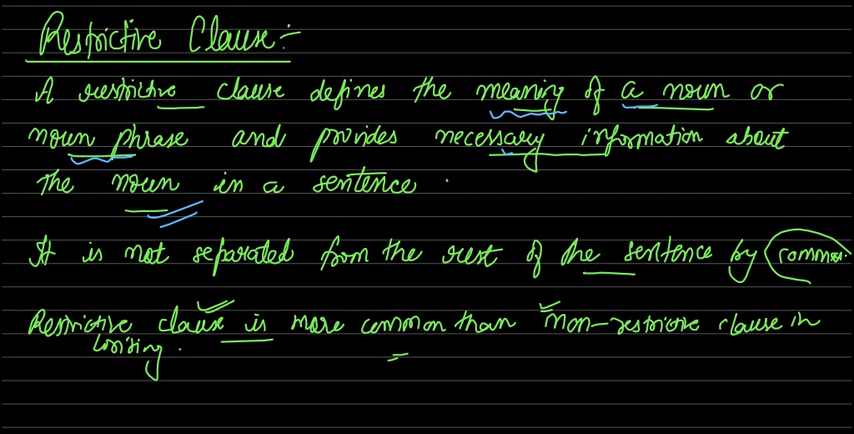 Restrictive Clause :-
A restrictive clause defines the meaning of a noun or
noun phrase and provides necessary information about
the noun in a sentence.
It is not separated from the rest of the sentence by commas.
Restrictive clause is more common than non-restrictive clause in
writing.